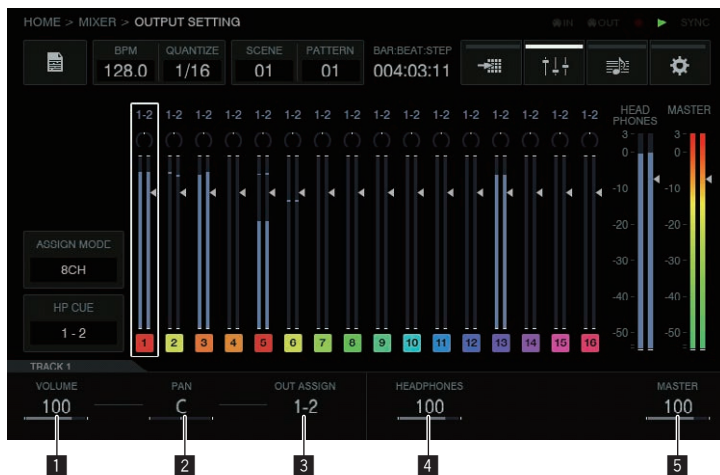 HOME > MIXER > OUTPUT SETTING
IN OUT SYNC
BPM QUANTIZE SCENE PATTERN BAR:BEAT:STEP
128.0 1/16 01 01 004:03:11
1-2 1-2 1-2 1-2 1-2 1-2 1-2 1-2 1-2 1-2 1-2 1-2 1-2 1-2 1-2 1-2
HEAD PHONES MASTER
3 3
0 0
-10 -10
-20 -20
-30 -30
-40 -40
-50 -50
ASSIGN MODE
8CH
HP CUE
1 - 2
1 2 3 4 5 6 7 8 9 10 11 12 13 14 15 16
TRACK 1
VOLUME PAN OUT ASSIGN HEADPHONES MASTER
100 C 1-2 100 100
1 2 3 4 5